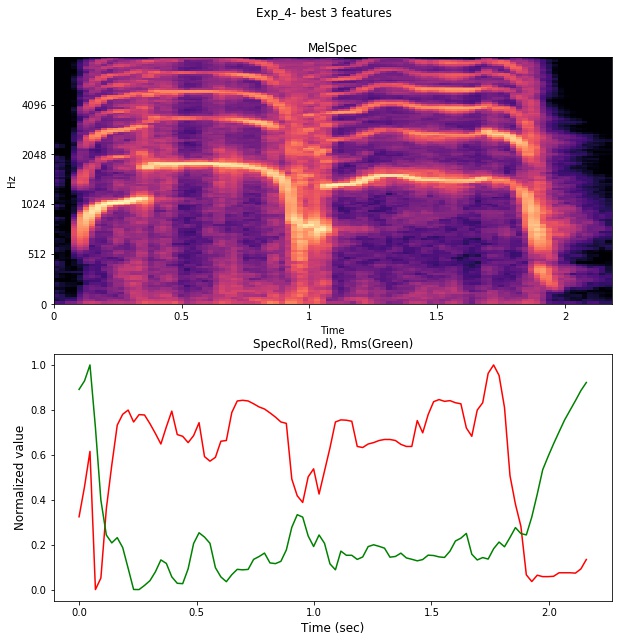 Exp_4- best 3 features
MelSpec
4096
2048
1024
512
0
Hz
0 0.5 1 1.5 2
Time
SpecRol(Red), Rms(Green)
1.0
0.8
0.6
0.4
0.2
0.0
Normalized value
0.0 0.5 1.0 1.5 2.0
Time (sec)